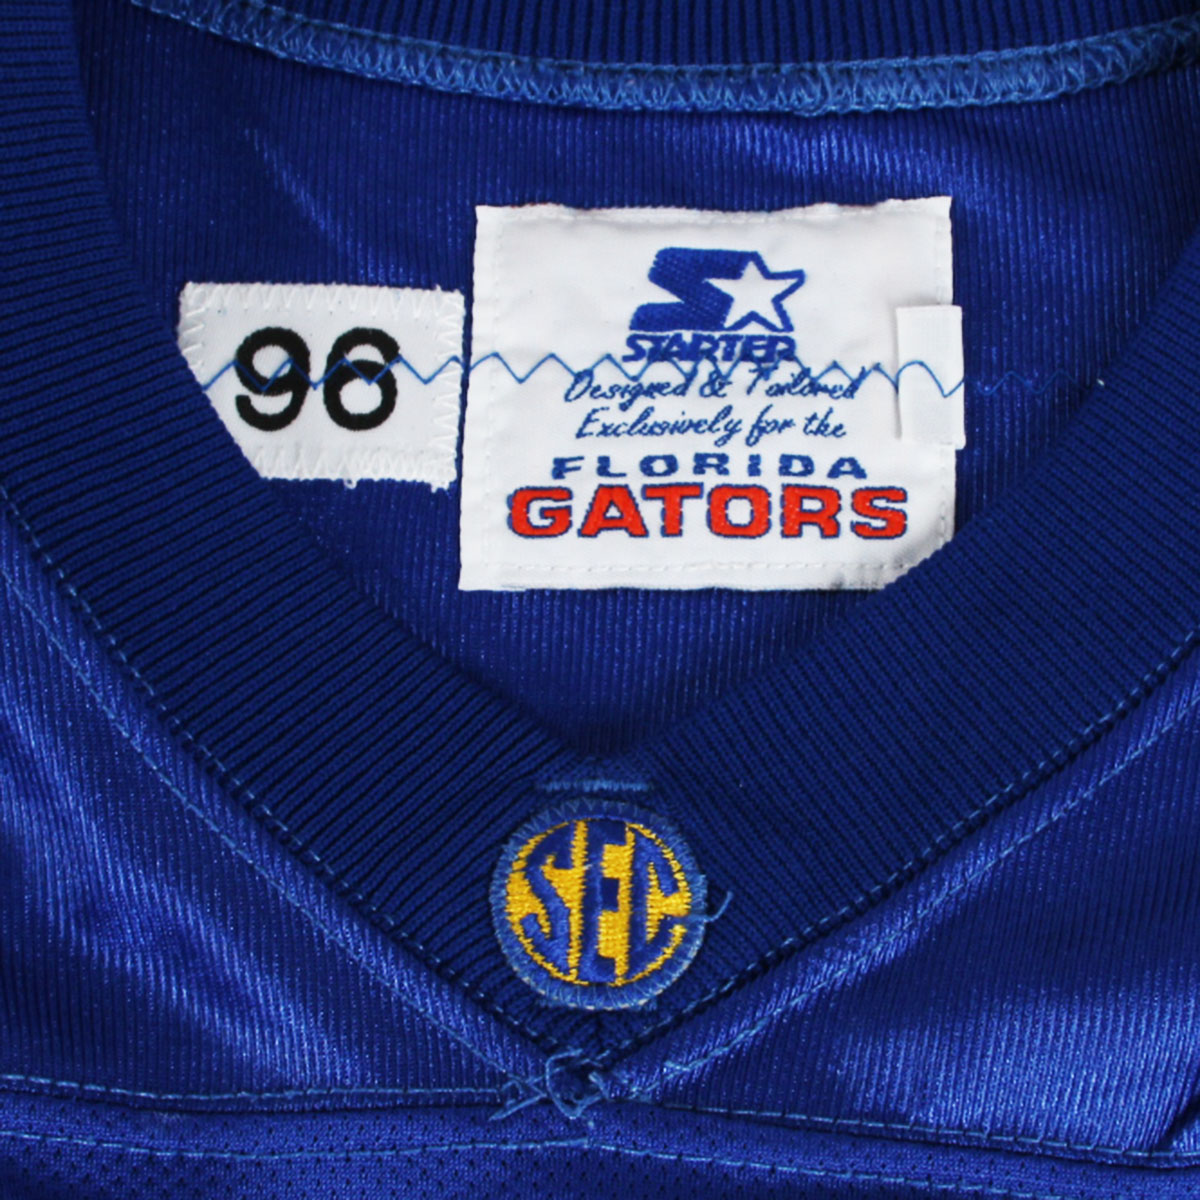 96
STARTER
Designed & Tailored
Exclusively for the
FLORIDA
GATORS
SEC